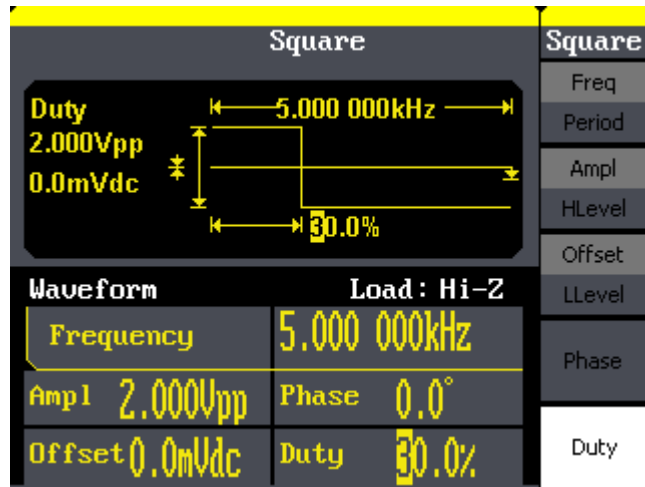 Square
Square
Freq
Period
Ampl
HLevel
Offset
LLevel
Phase
Duty
Duty
5.000 000kHz
2.000Vpp
0.0mVdc
30.0%
Waveform
Load: Hi-Z
Frequency
5.000 000kHz
Ampl 2.000Vpp
Phase 0.0°
Offset 0.0mVdc
Duty 30.0%